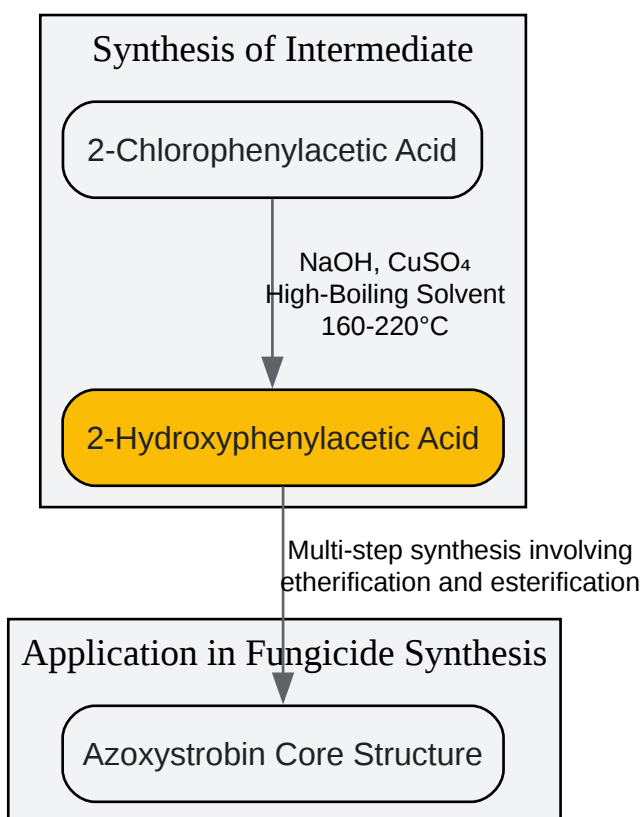 Synthesis of Intermediate
2-Chlorophenylacetic Acid
NaOH, CuSO₄
High-Boiling Solvent
160-220°C
2-Hydroxyphenylacetic Acid
Multi-step synthesis involving
etherification and esterification
Application in Fungicide Synthesis
Azoxystrobin Core Structure